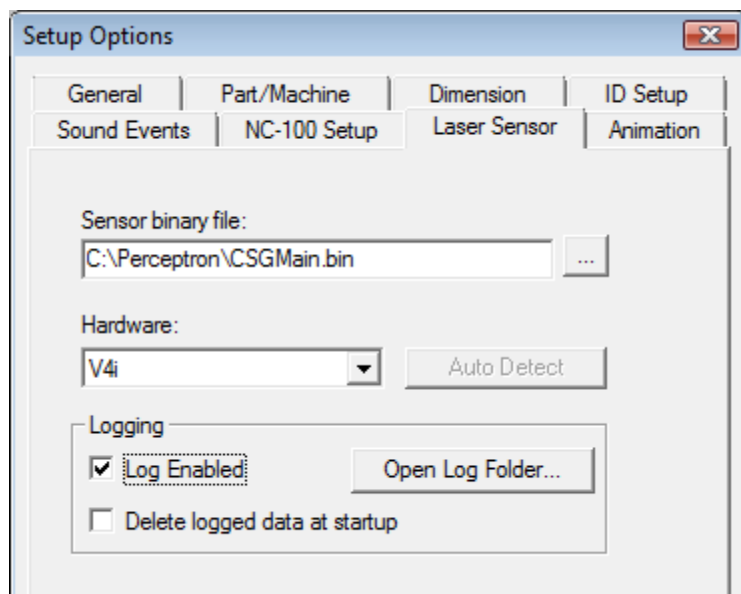 Setup Options
General Part/Machine Dimension ID Setup
Sound Events NC-100 Setup Laser Sensor Animation
Sensor binary file:
C:\Perceptron\CSGMain.bin ...
Hardware:
V4i Auto Detect
Logging
Log Enabled Open Log Folder...
Delete logged data at startup